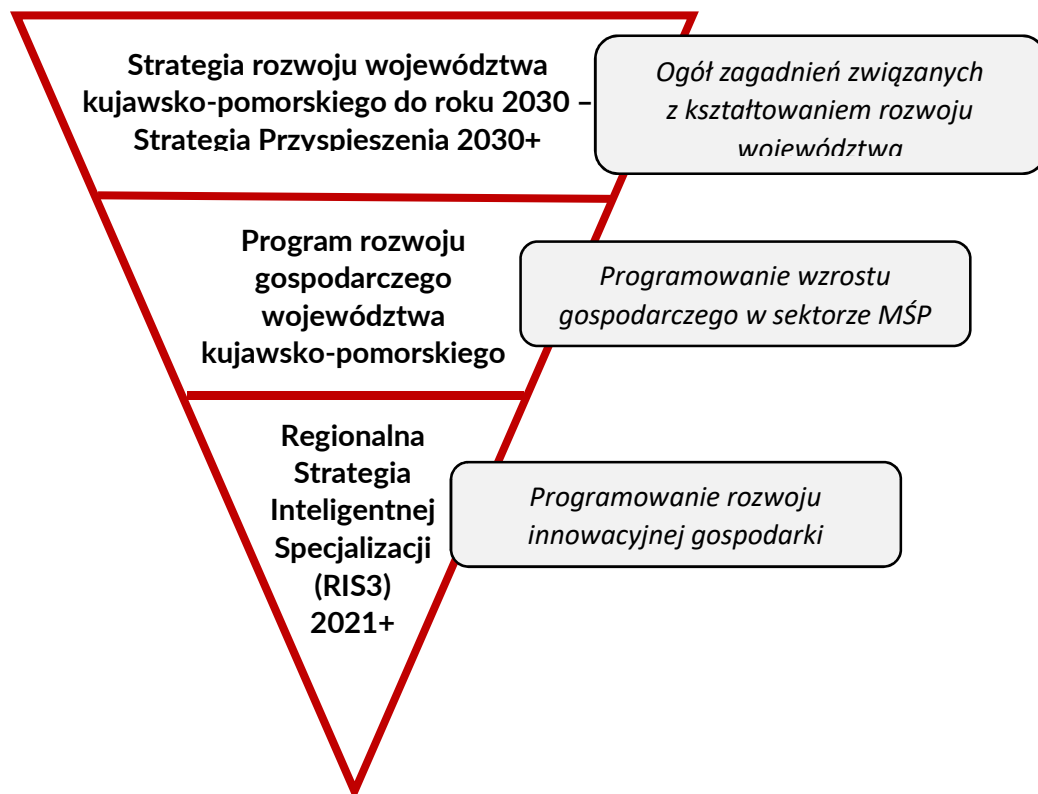 Strategia rozwoju województwa
kujawsko-pomorskiego do roku 2030 –
Strategia Przyspieszenia 2030+
Ogół zagadnień związanych
z kształtowaniem rozwoju
województwa
Program rozwoju
gospodarczego
województwa
kujawsko-pomorskiego
Programowanie wzrostu
gospodarczego w sektorze MŚP
Regionalna
Strategia
Inteligentnej
Specjalizacji
(RIS3)
2021+
Programowanie rozwoju
innowacyjnej gospodarki